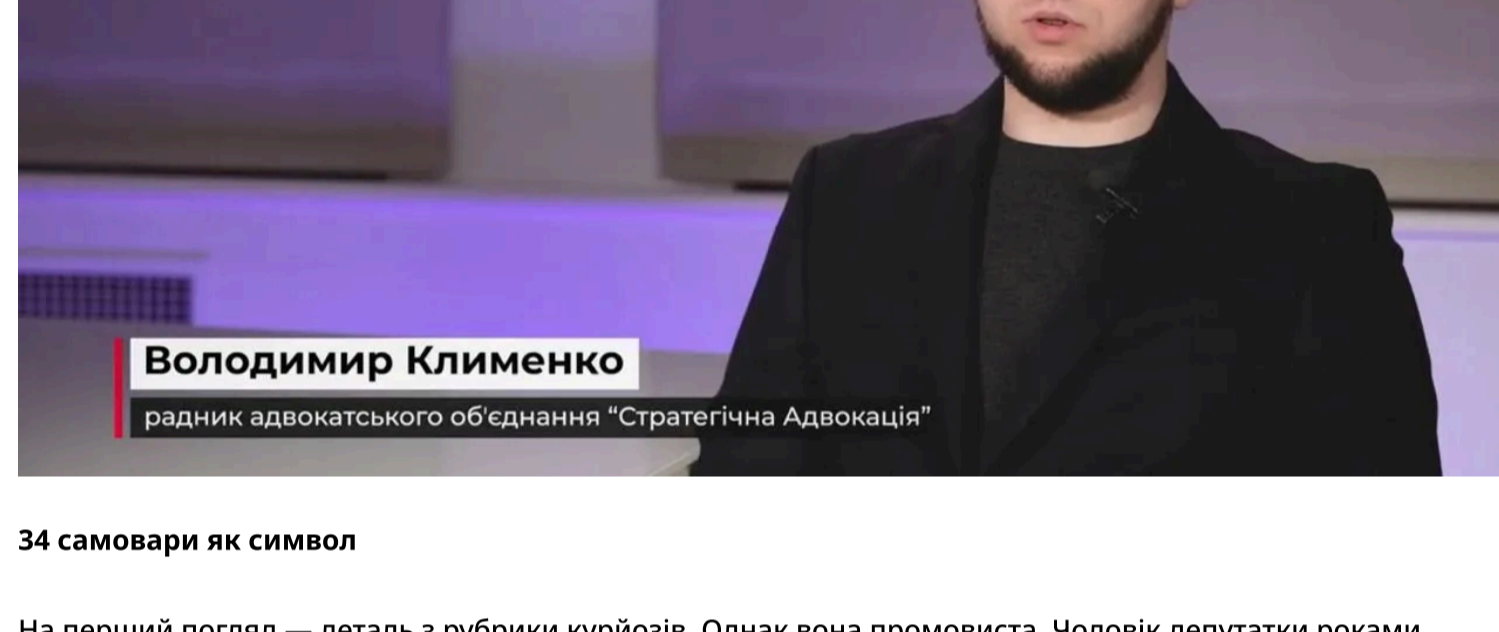 Володимир Клименко
радник адвокатського об'єднання “Стратегічна Адвокація”
34 самовари як символ
На перший погляд — деталь з рубрики курйозів. Однак вона промовиста. Чоловік депутатки роками